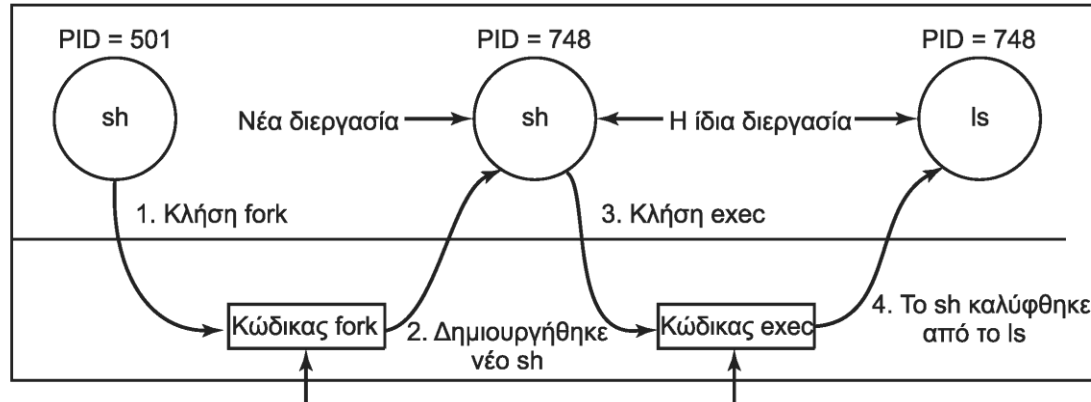 PID = 501
PID = 748
PID = 748
sh
Νέα διεργασία
sh
Η ίδια διεργασία
ls
1. Κλήση fork
3. Κλήση exec
Κώδικας fork
2. Δημιουργήθηκε
νέο sh
Κώδικας exec
4. Το sh καλύφθηκε
από το ls